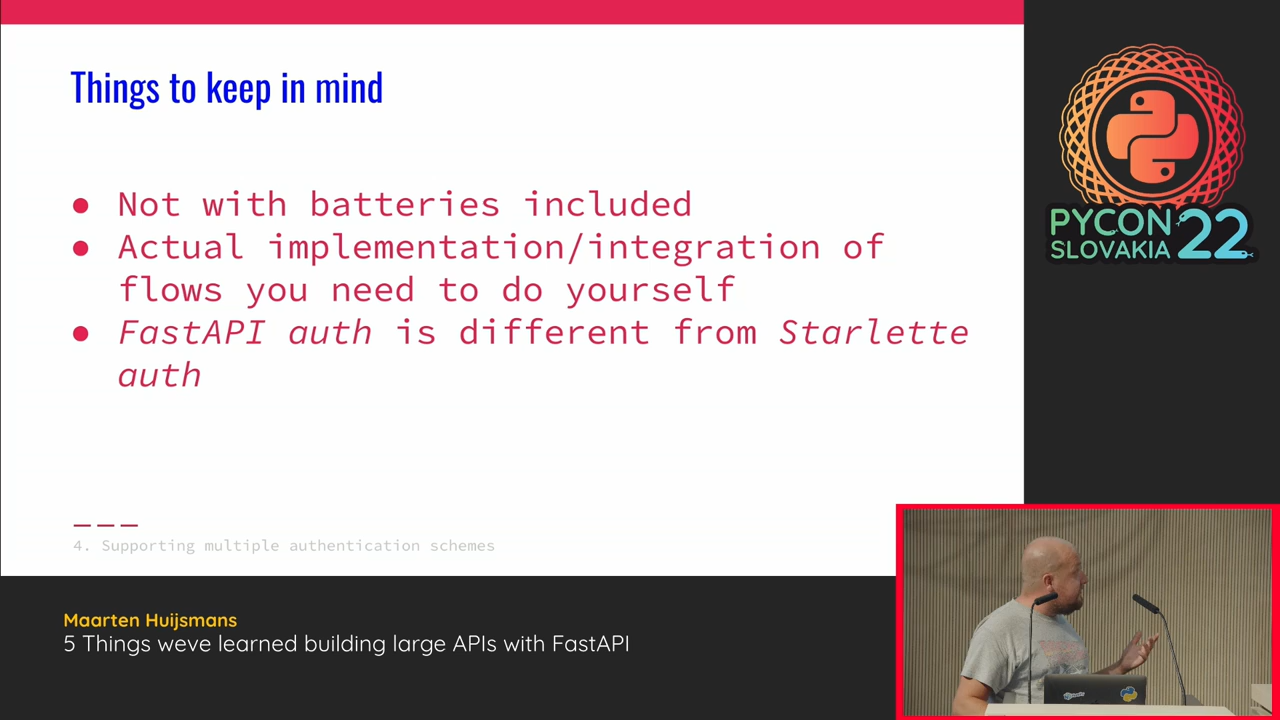 Things to keep in mind
● Not with batteries included
● Actual implementation/integration of
flows you need to do yourself
● FastAPI auth is different from Starlette
auth
4. Supporting multiple authentication schemes
PYCON
SLOVAKIA 22
Maarten Huijsmans
5 Things weve learned building large APIs with FastAPI